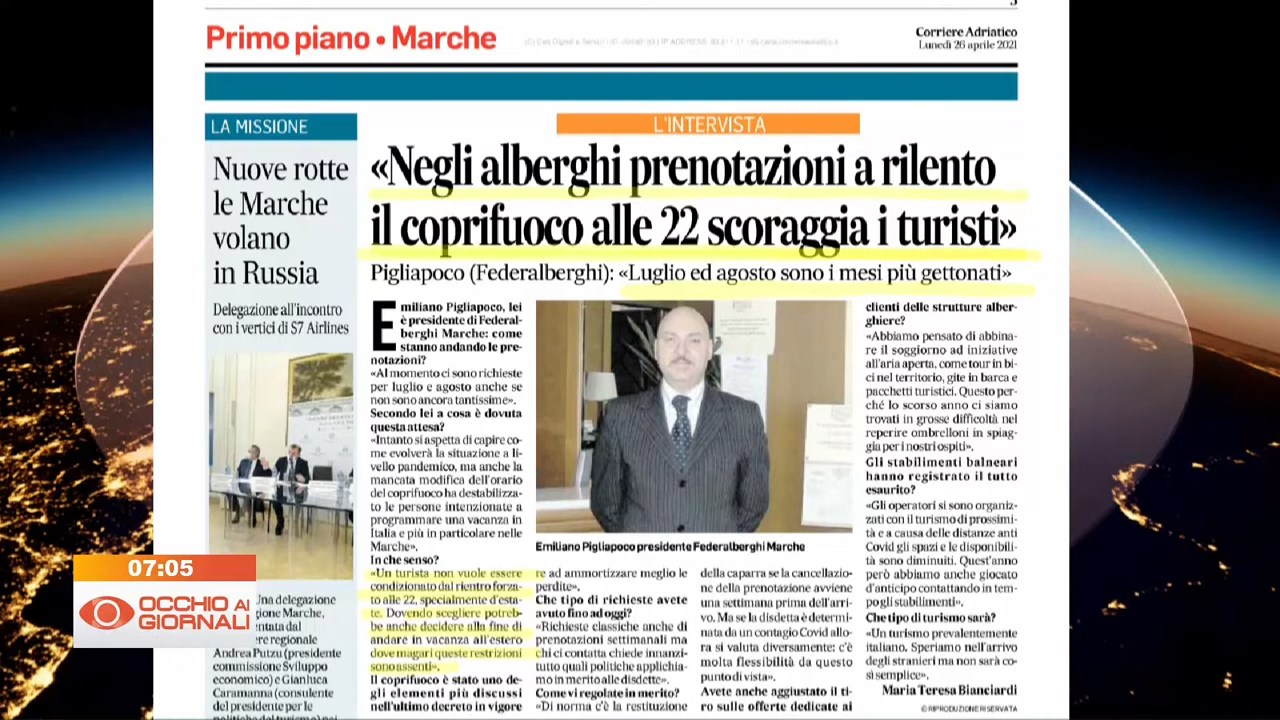 Primo piano • Marche
Corriere Adriatico
Lunedì 26 aprile 2021
LA MISSIONE
Nuove rotte
le Marche
volano
in Russia
Delegazione all'incontro
con i vertici di S7 Airlines
Una delegazione
ione Marche,
entata dal
ere regionale
Andrea Putzu (presidente
commissione Sviluppo
economico) e Gianluca
Caramanna (consulente
del presidente per le
L'INTERVISTA
«Negli alberghi prenotazioni a rilento
il coprifuoco alle 22 scoraggia i turisti»
Pigliapoco (Federalberghi): «Luglio ed agosto sono i mesi più gettonati»
Emiliano Pigliapoco, lei
è presidente di Federal-
berghi Marche: come
stanno andando le pre-
notazioni?
«Al momento ci sono richieste
per luglio e agosto anche se
non sono ancora tantissime».
Secondo lei a cosa è dovuta
questa attesa?
«Intanto si aspetta di capire co-
me evolverà la situazione a li-
vello pandemico, ma anche la
mancata modifica dell'orario
del coprifuoco ha destabilizza-
to le persone intenzionate a
programmare una vacanza in
Italia e più in particolare nelle
Marche».
In che senso?
«Un turista non vuole essere
condizionato dal rientro forza-
to alle 22, specialmente d'esta-
te. Dovendo scegliere potreb-
be anche decidere alla fine di
andare in vacanza all'estero
dove magari queste restrizioni
sono assenti».
Il coprifuoco è stato uno de-
gli elementi più discussi
nell'ultimo decreto in vigore
Emiliano Pigliapoco presidente Federalberghi Marche
re ad ammortizzare meglio le
perdite».
Che tipo di richieste avete
avuto fino ad oggi?
«Richieste classiche anche di
prenotazioni settimanali ma
chi ci contatta chiede innanzi-
tutto quali politiche applichia-
mo in merito alle disdette».
Come vi regolate in merito?
«Di norma c'è la restituzione
della caparra se la cancellazio-
ne della prenotazione avviene
una settimana prima dell'arri-
vo. Ma se la disdetta è determi-
nata da un contagio Covid allo-
ra si valuta diversamente: c'è
molta flessibilità da questo
punto di vista».
Avete anche aggiustato il ti-
ro sulle offerte dedicate ai
clienti delle strutture alber-
ghiere?
«Abbiamo pensato di abbina-
re il soggiorno ad iniziative
all'aria aperta, come tour in bi-
ci nel territorio, gite in barca e
pacchetti turistici. Questo per-
ché lo scorso anno ci siamo
trovati in grosse difficoltà nel
reperire ombrelloni in spiag-
gia per i nostri ospiti».
Gli stabilimenti balneari
hanno registrato il tutto
esaurito?
«Gli operatori si sono organiz-
zati con il turismo di prossimi-
tà e a causa delle distanze anti
Covid gli spazi e le disponibili-
tà sono diminuiti. Quest'anno
però abbiamo anche giocato
d'anticipo contattando in tem-
po gli stabilimenti».
Che tipo di turismo sarà?
«Un turismo prevalentemente
italiano. Speriamo nell'arrivo
degli stranieri ma non sarà co-
sì semplice».
Maria Teresa Bianciardi
© RIPRODUZIONE RISERVATA
07:05
OCCHIO AI
GIORNALI